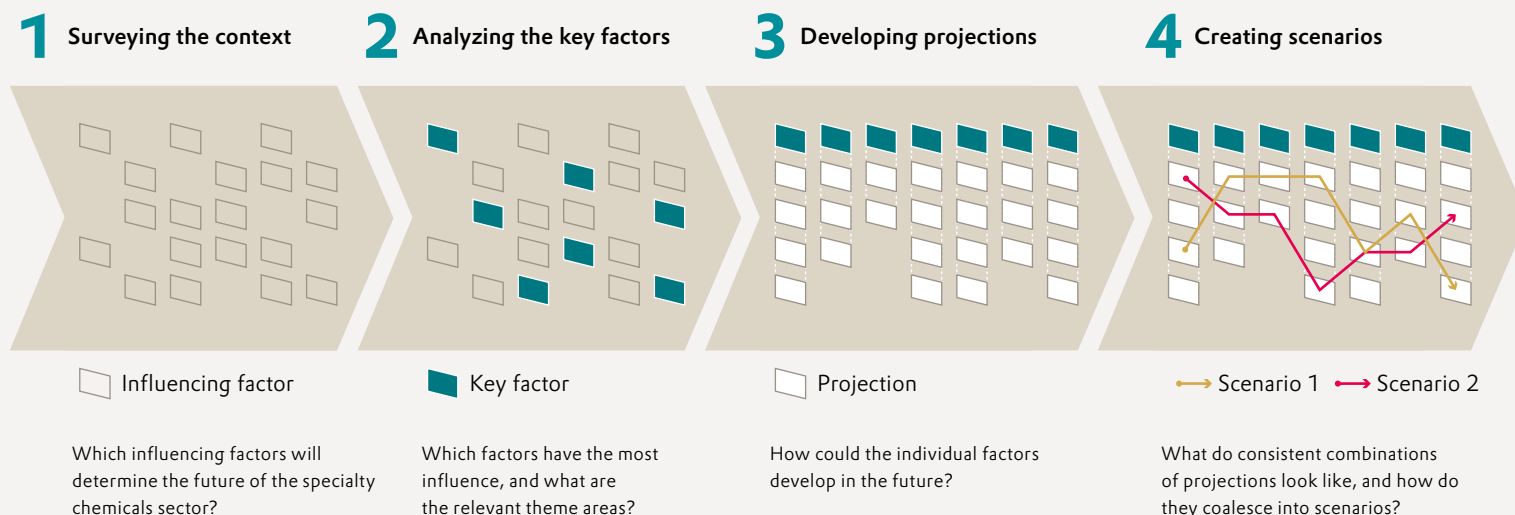 1 Surveying the context
2 Analyzing the key factors
3 Developing projections
4 Creating scenarios
Influencing factor
Key factor
Projection
Scenario 1
Scenario 2
Which influencing factors will
determine the future of the specialty
chemicals sector?
Which factors have the most
influence, and what are
the relevant theme areas?
How could the individual factors
develop in the future?
What do consistent combinations
of projections look like, and how do
they coalesce into scenarios?